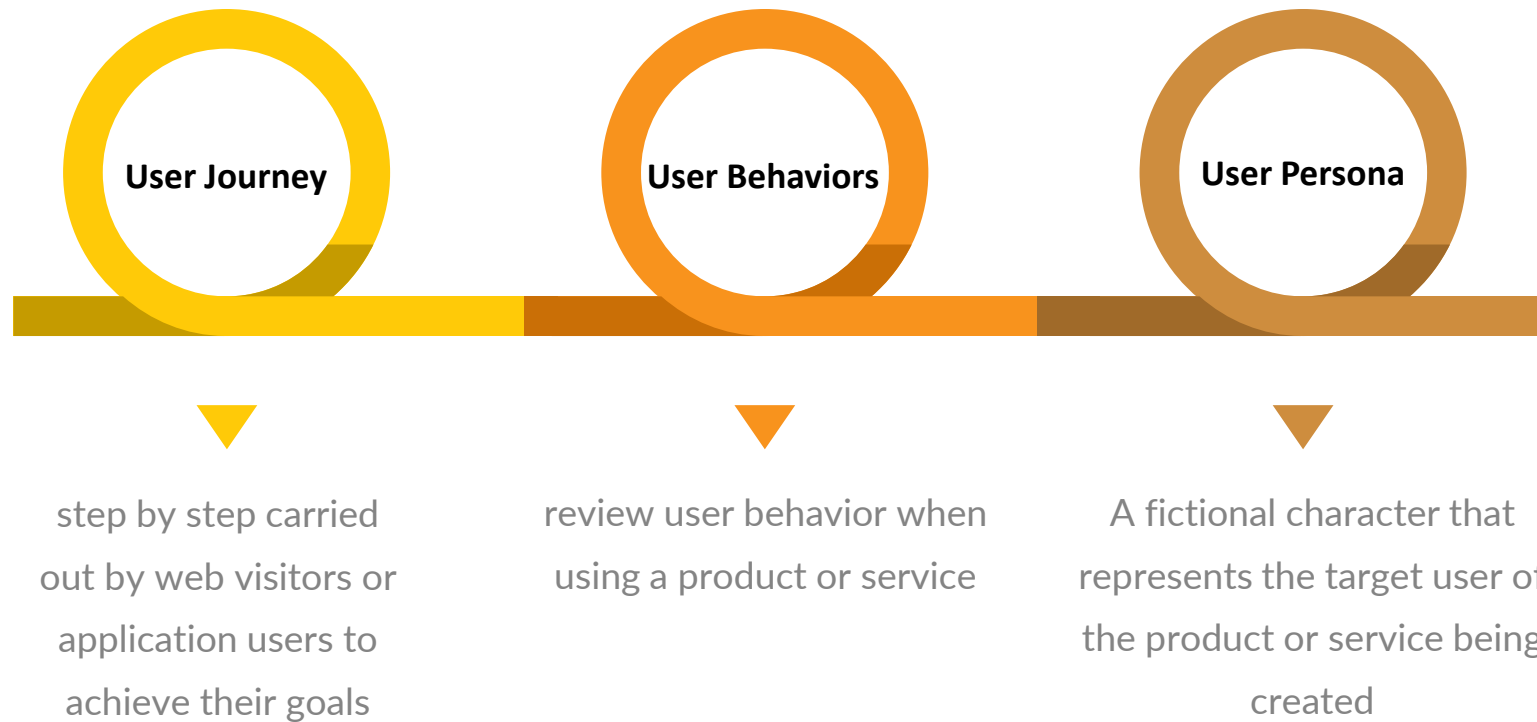 User Journey
User Behaviors
User Persona
step by step carried
out by web visitors or
application users to
achieve their goals
review user behavior when
using a product or service
A fictional character that
represents the target user of
the product or service being
created